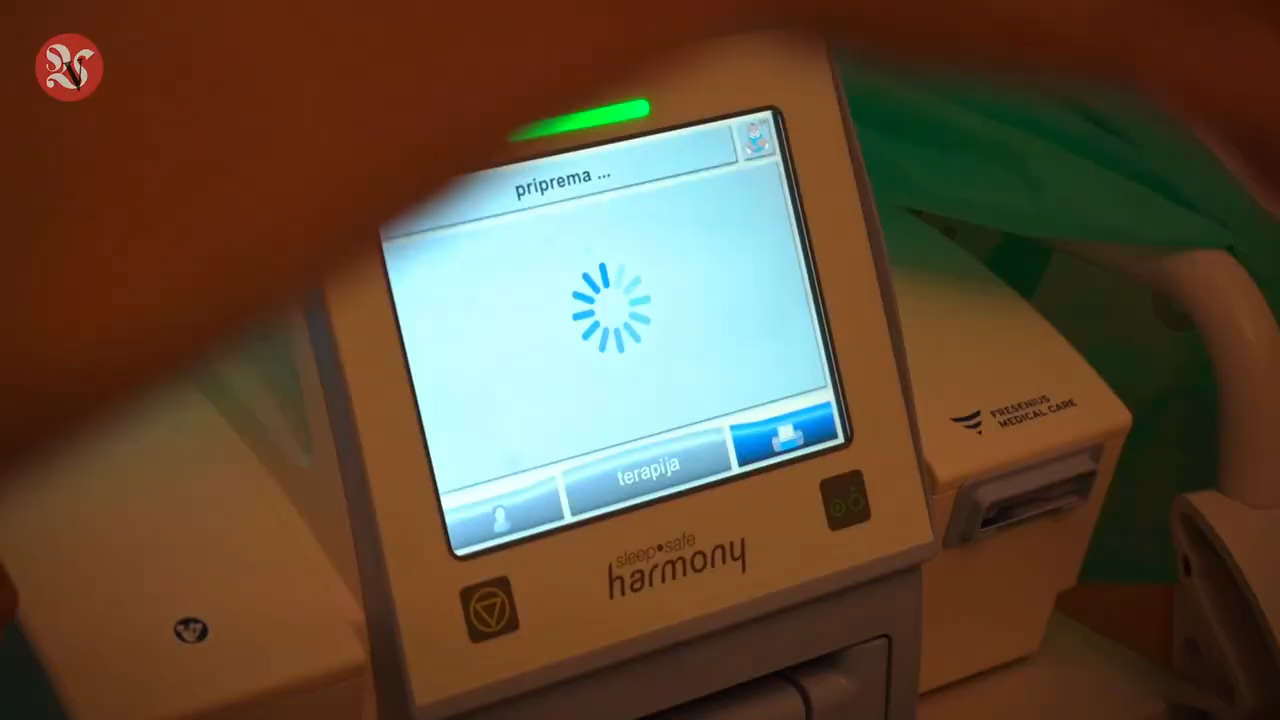 priprema ...
terapija
sleep•safe
harmony
FRESENIUS
MEDICAL CARE